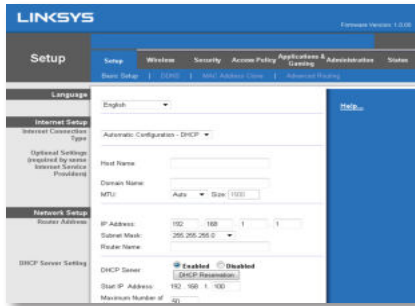 LINKSYS
Firmware Version: 1.0.00
Setup
Setup Wireless Security Access Policy Applications & Gaming Administration Status
Basic Setup | DDNS | MAC Address Clone | Advanced Routing
Language
English
Help...
Internet Setup
Internet Connection Type
Automatic Configuration - DHCP
Optional Settings
(required by some
Internet Service
Providers)
Host Name:
Domain Name:
MTU: Auto Size: 1500
Network Setup
Router Address
IP Address: 192 . 168 . 1 . 1
Subnet Mask: 255.255.255.0
Router Name:
DHCP Server Setting
DHCP Server: Enabled Disabled
DHCP Reservation
Start IP Address: 192 . 168 . 1 . 100
Maximum Number of
50